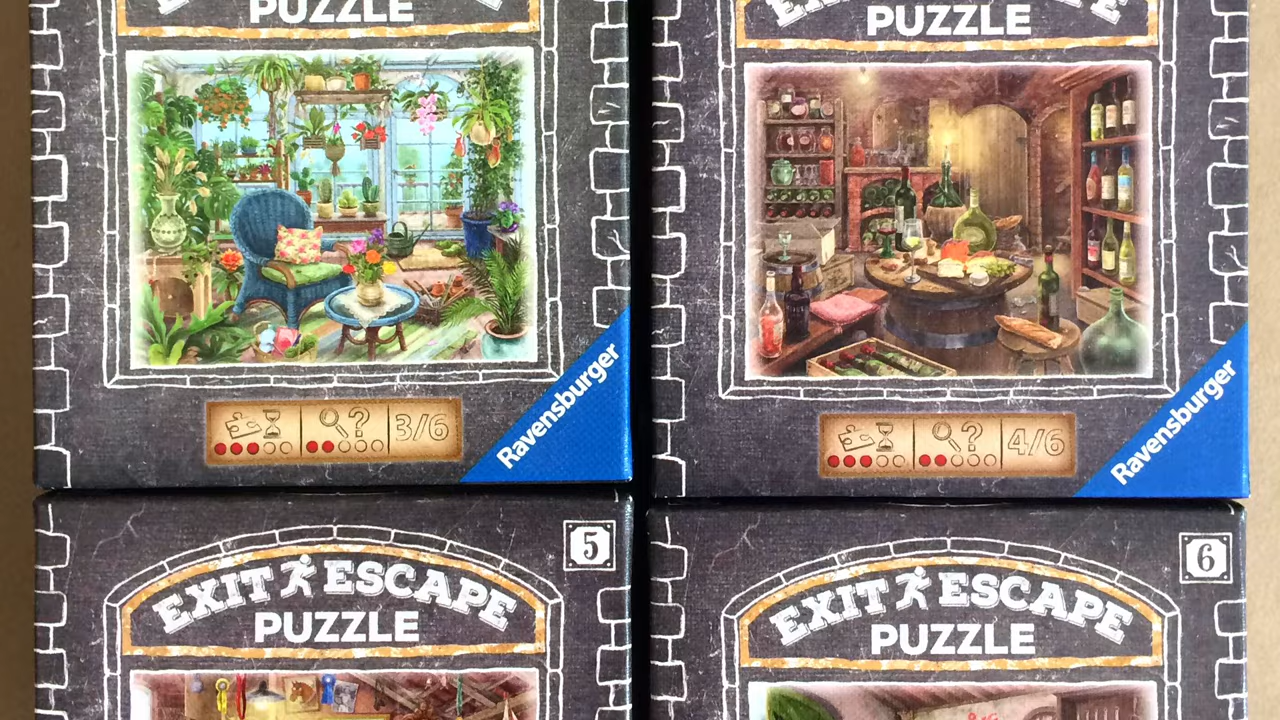 PUZZLE
PUZZLE
? 3/6
Ravensburger
? 4/6
Ravensburger
5
EXIT ESCAPE
PUZZLE
6
EXIT ESCAPE
PUZZLE